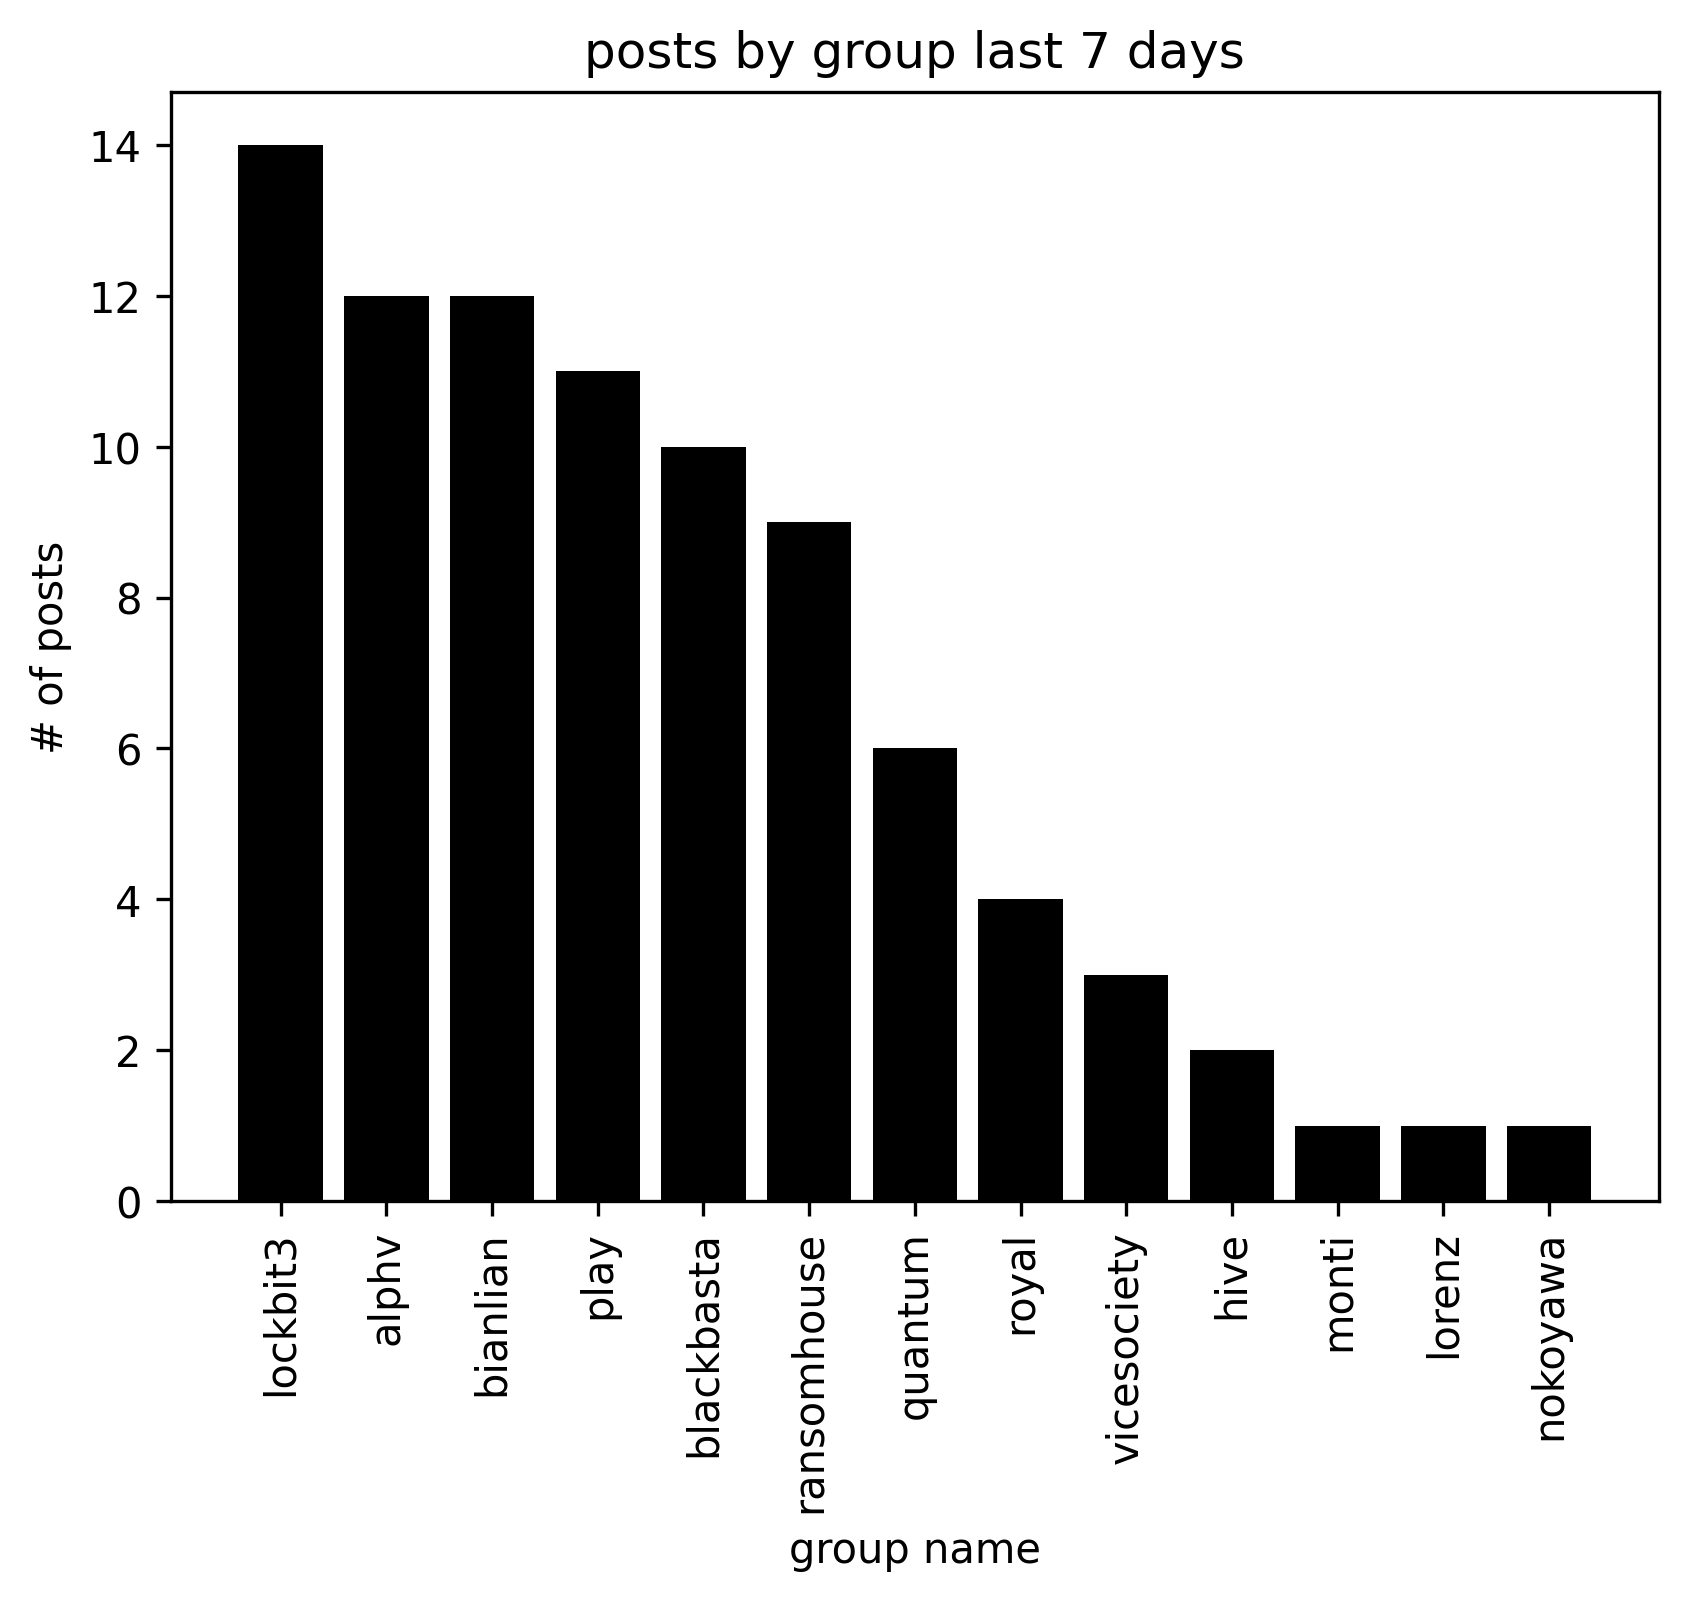 posts by group last 7 days
14
12
10
8
6
4
2
0
# of posts
lockbit3
alphv
bianlian
play
blackbasta
ransomhouse
quantum
royal
vicesociety
hive
monti
lorenz
nokoyawa
group name